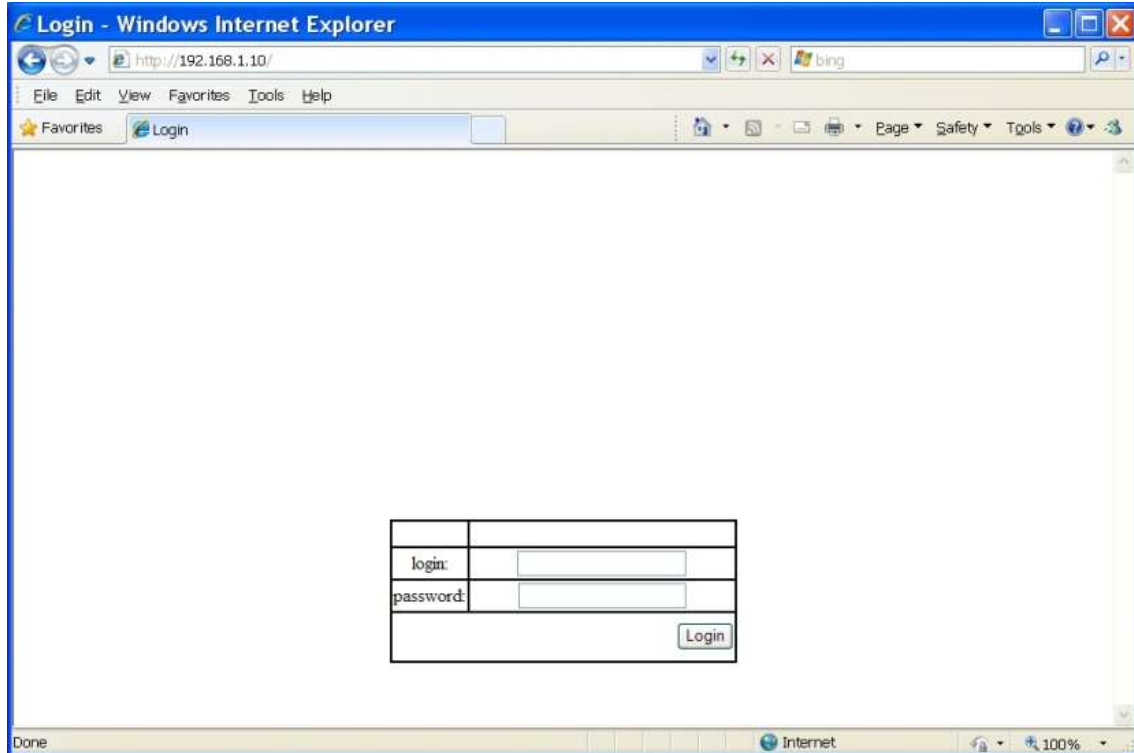 Login - Windows Internet Explorer
http://192.168.1.10/
bing
File Edit View Favorites Tools Help
Favorites Login Page Safety Tools
login:
password:
Login
Done Internet 100%